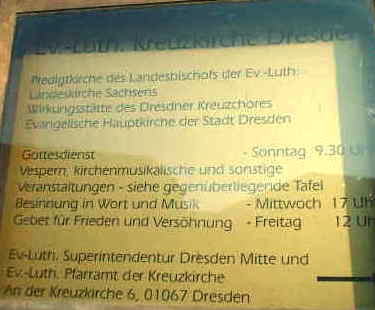 Ev.-Luth. Kreuzkirche Dresden
Predigtkirche des Landesbischofs der Ev.-Luth.
Landeskirche Sachsens
Wirkungsstätte des Dresdner Kreuzchores
Evangelische Hauptkirche der Stadt Dresden
Gottesdienst - Sonntag 9.30 Uhr
Vespern, kirchenmusikalische und sonstige
Veranstaltungen - siehe gegenüberliegende Tafel
Besinnung in Wort und Musik - Mittwoch 17 Uh
Gebet für Frieden und Versöhnung - Freitag 12 Uh
Ev-Luth. Superintendentur Dresden Mitte und
Ev.-Luth. Pfarramt der Kreuzkirche
An der Kreuzkirche 6, 01067 Dresden